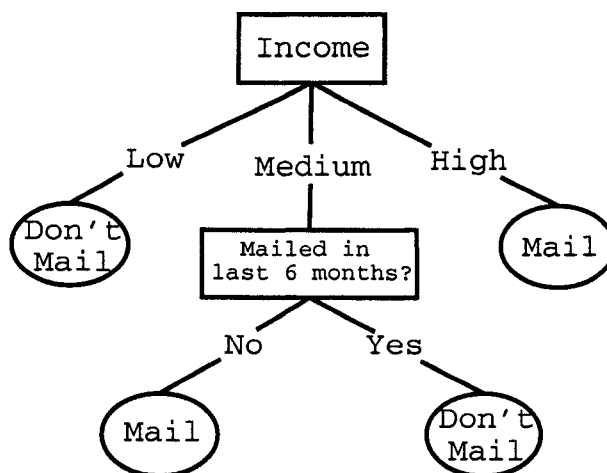 Income
Low
Medium
High
Don't
Mail
Mailed in
last 6 months?
Mail
No
Yes
Mail
Don't
Mail